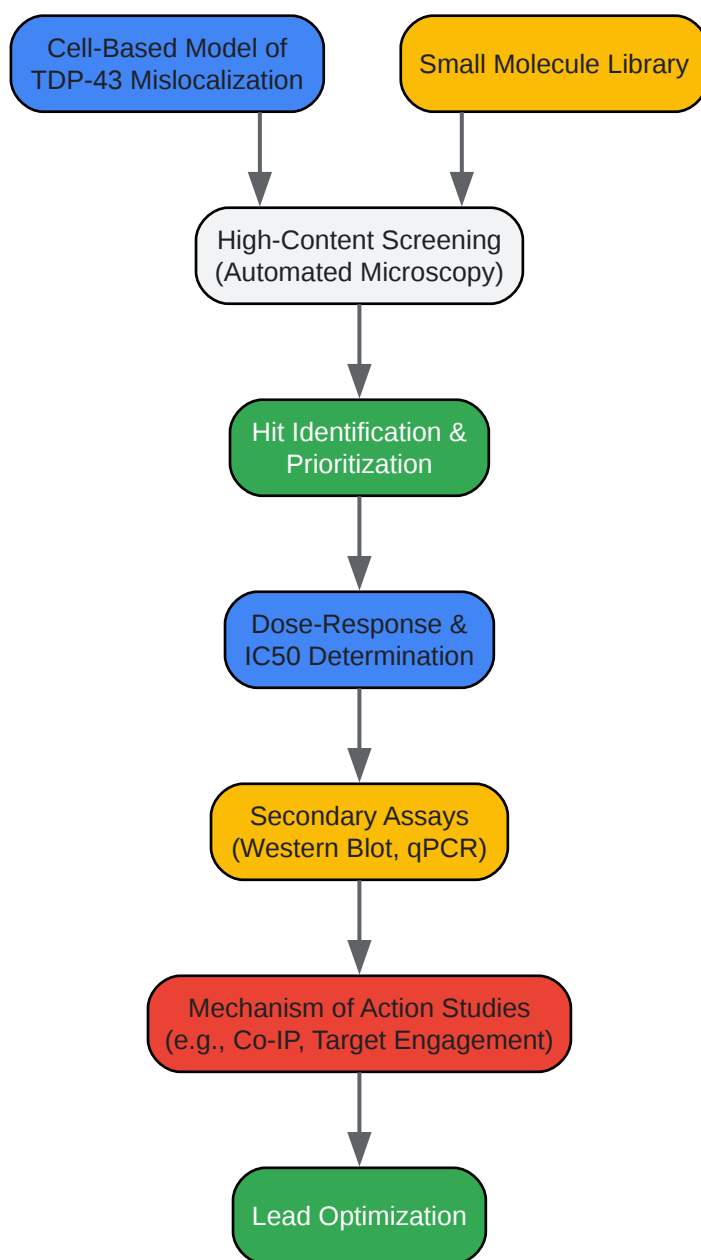 Cell-Based Model of
TDP-43 Mislocalization
Small Molecule Library
High-Content Screening
(Automated Microscopy)
Hit Identification &
Prioritization
Dose-Response &
IC50 Determination
Secondary Assays
(Western Blot, qPCR)
Mechanism of Action Studies
(e.g., Co-IP, Target Engagement)
Lead Optimization